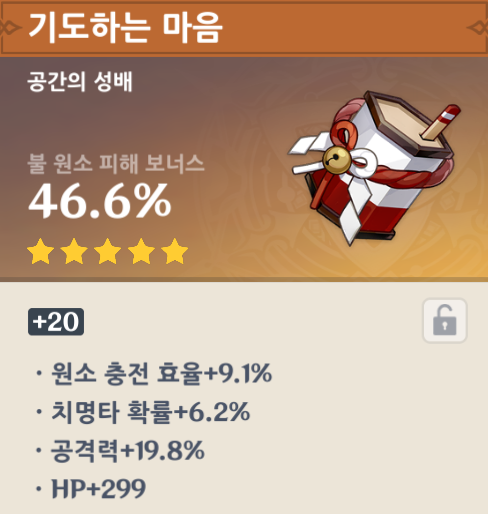 기도하는 마음
공간의 성배
불 원소 피해 보너스
46.6%
+20
· 원소 충전 효율+9.1%
· 치명타 확률+6.2%
· 공격력+19.8%
· HP+299